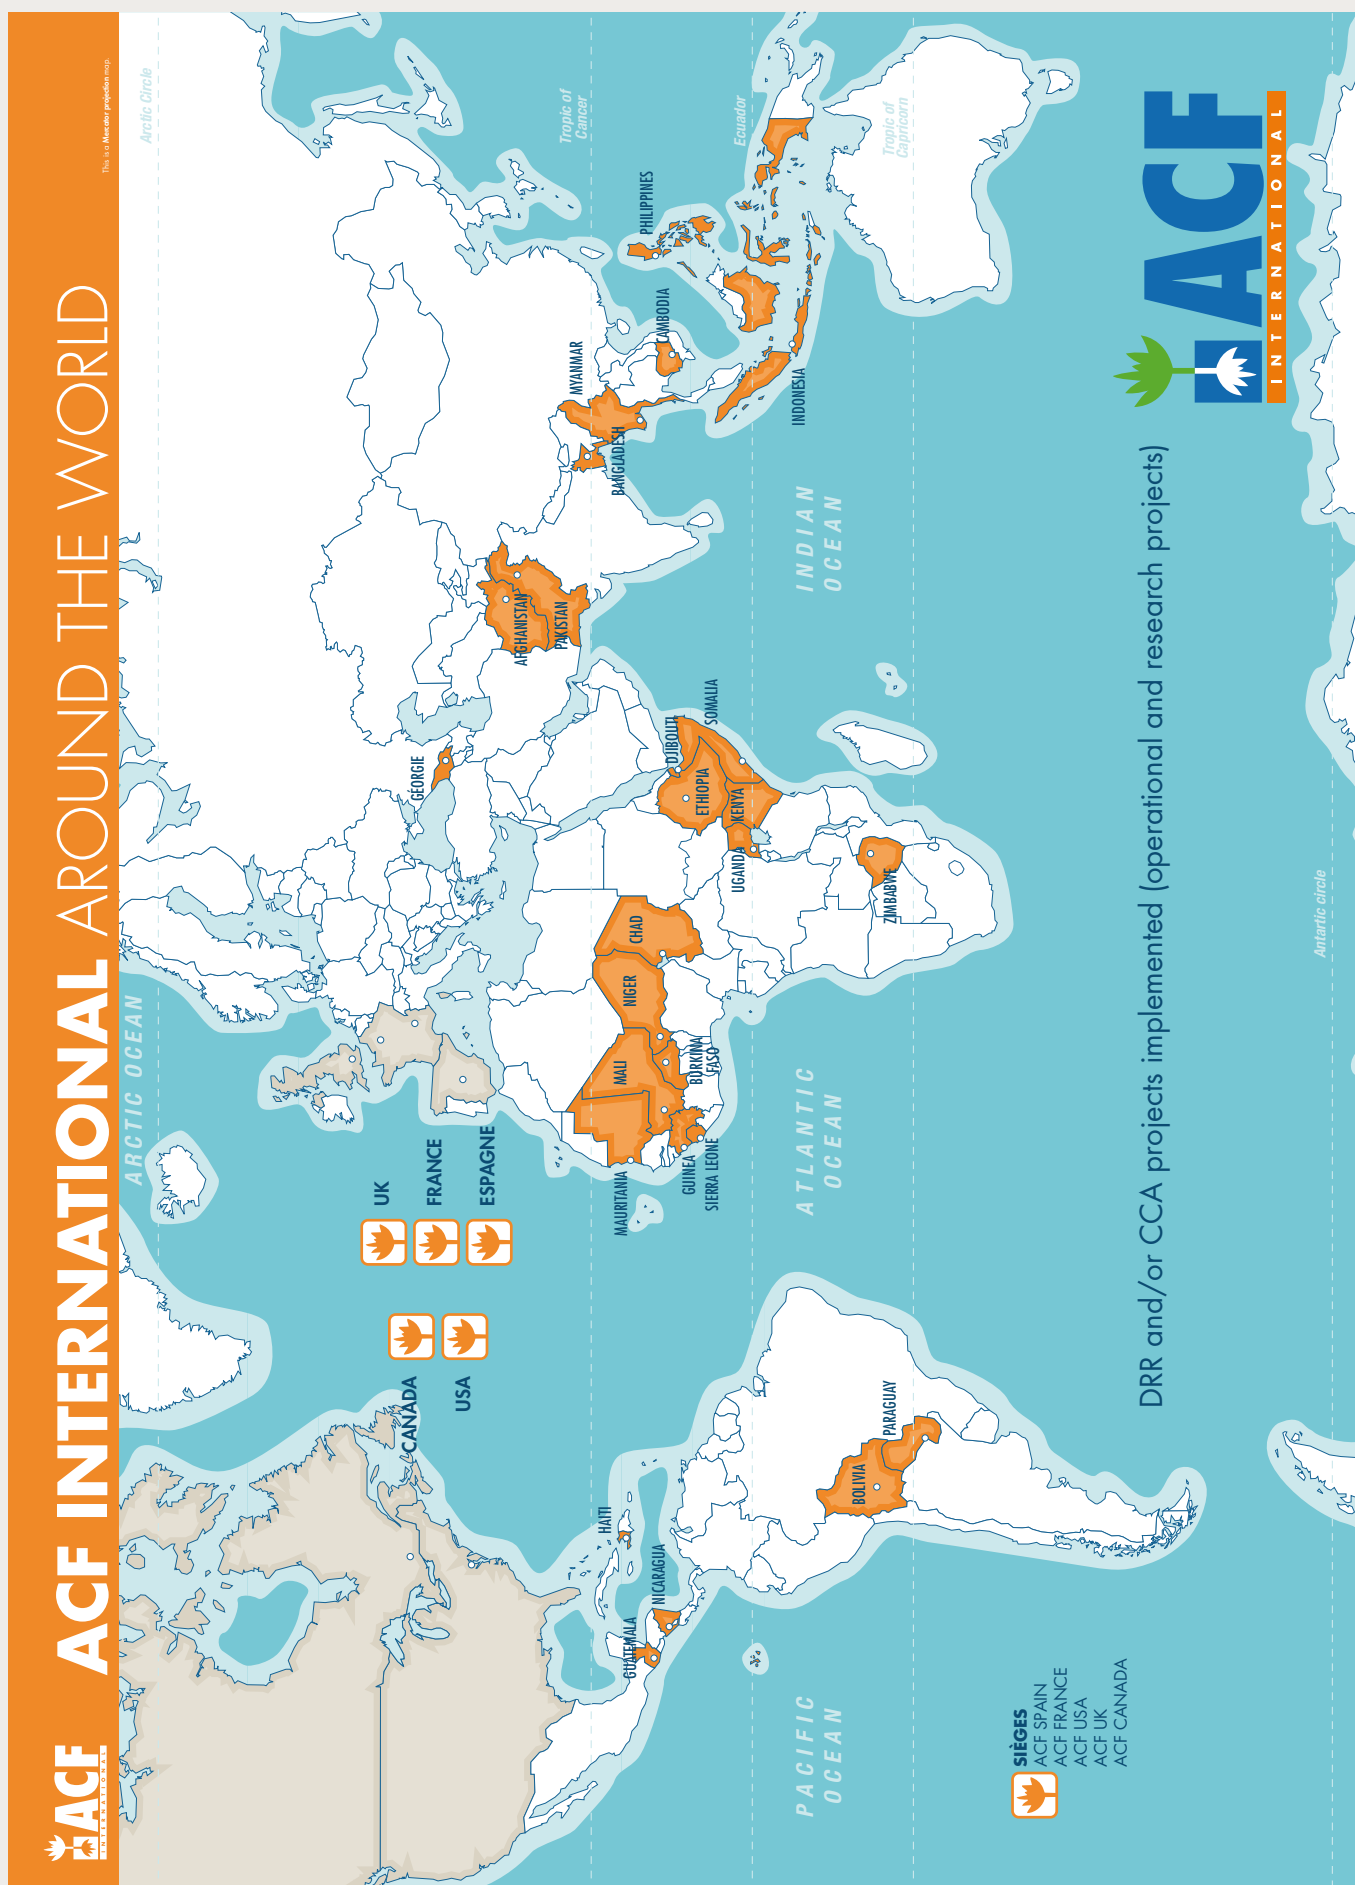 ACF
INTERNATIONAL
ACF INTERNATIONAL AROUND THE WORLD
This is a Mercator projection map.
Arctic Circle
ARCTIC OCEAN
CANADA
USA
UK
FRANCE
ESPAGNE
GÉORGIE
AFGHANISTAN
PAKISTAN
MYANMAR
BANGLADESH
CAMBODIA
PHILIPPINES
INDONESIA
Tropic of
Cancer
HAITI
GUATEMALA
NICARAGUA
MAURITANIA
MALI
NIGER
CHAD
GUINEA
SIERRA LEONE
BURKINA
FASO
DJIBOUTI
SOMALIA
ETHIOPIA
KENYA
UGANDA
ZIMBABWE
Ecuador
PACIFIC
OCEAN
ATLANTIC
OCEAN
INDIAN
OCEAN
BOLIVIA
PARAGUAY
Tropic of
Capricorn
SIÈGES
ACF SPAIN
ACF FRANCE
ACF USA
ACF UK
ACF CANADA
DRR and/or CCA projects implemented (operational and research projects)
ACF
INTERNATIONAL
Antartic circle